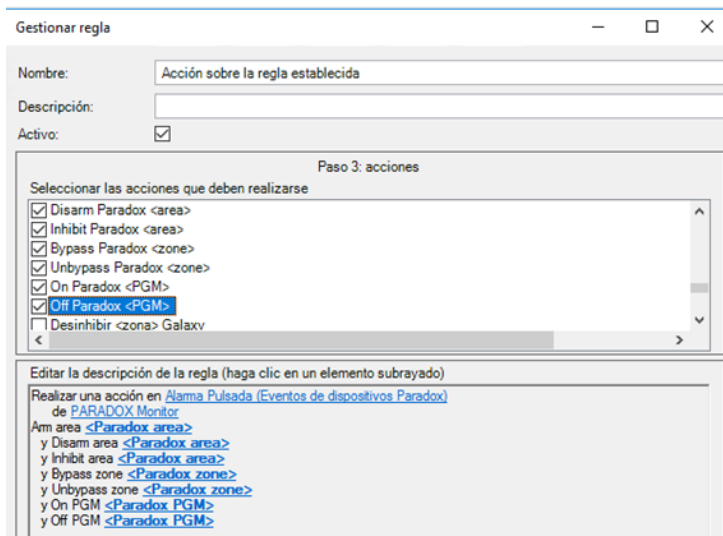 Gestionar regla
Nombre: Acción sobre la regla establecida
Descripción:
Activo:
Paso 3: acciones
Seleccionar las acciones que deben realizarse
Disarm Paradox <area>
Inhibit Paradox <area>
Bypass Paradox <zone>
Unbypass Paradox <zone>
On Paradox <PGM>
Off Paradox <PGM>
Desinhibir <zona> Galaxy
Editar la descripción de la regla (haga clic en un elemento subrayado)
Realizar una acción en Alarma Pulsada (Eventos de dispositivos Paradox)
de PARADOX Monitor
Arm area <Paradox area>
y Disarm area <Paradox area>
y Inhibit area <Paradox area>
y Bypass zone <Paradox zone>
y Unbypass zone <Paradox zone>
y On PGM <Paradox PGM>
y Off PGM <Paradox PGM>